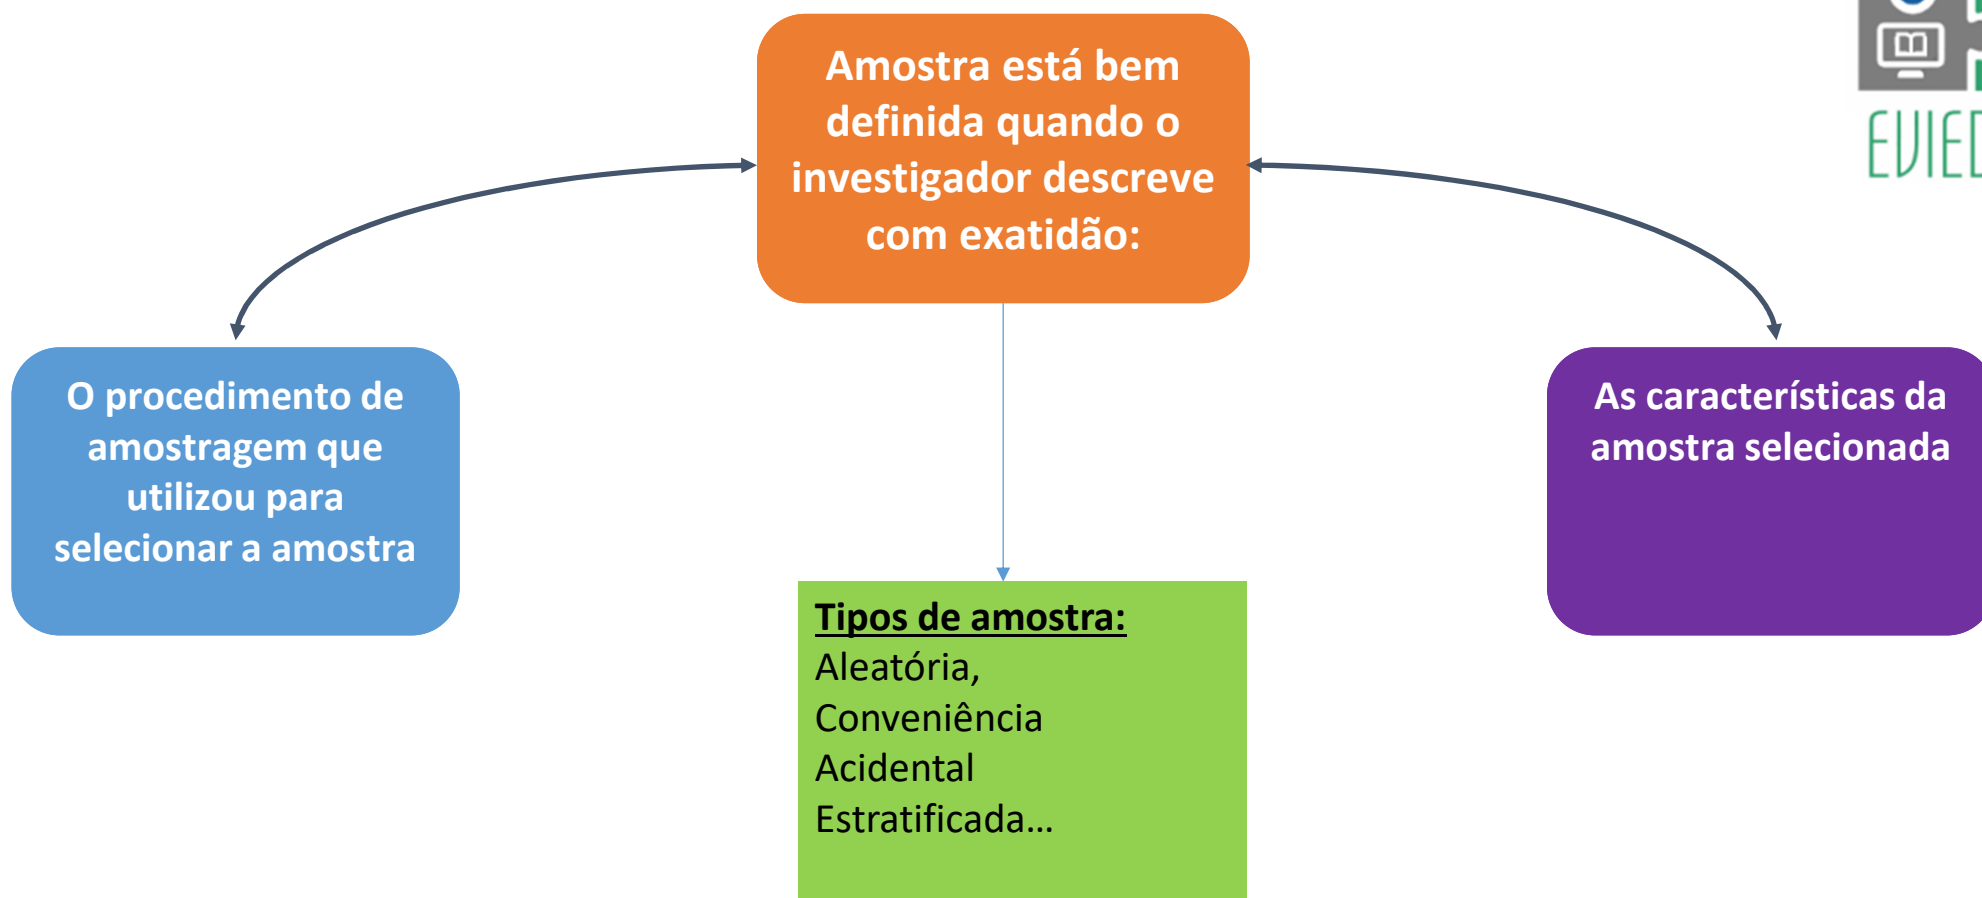 Amostra está bem
definida quando o
investigador descreve
com exatidão:
O procedimento de
amostragem que
utilizou para
selecionar a amostra
As características da
amostra selecionada
Tipos de amostra:
Aleatória,
Conveniência
Acidental
Estratificada...